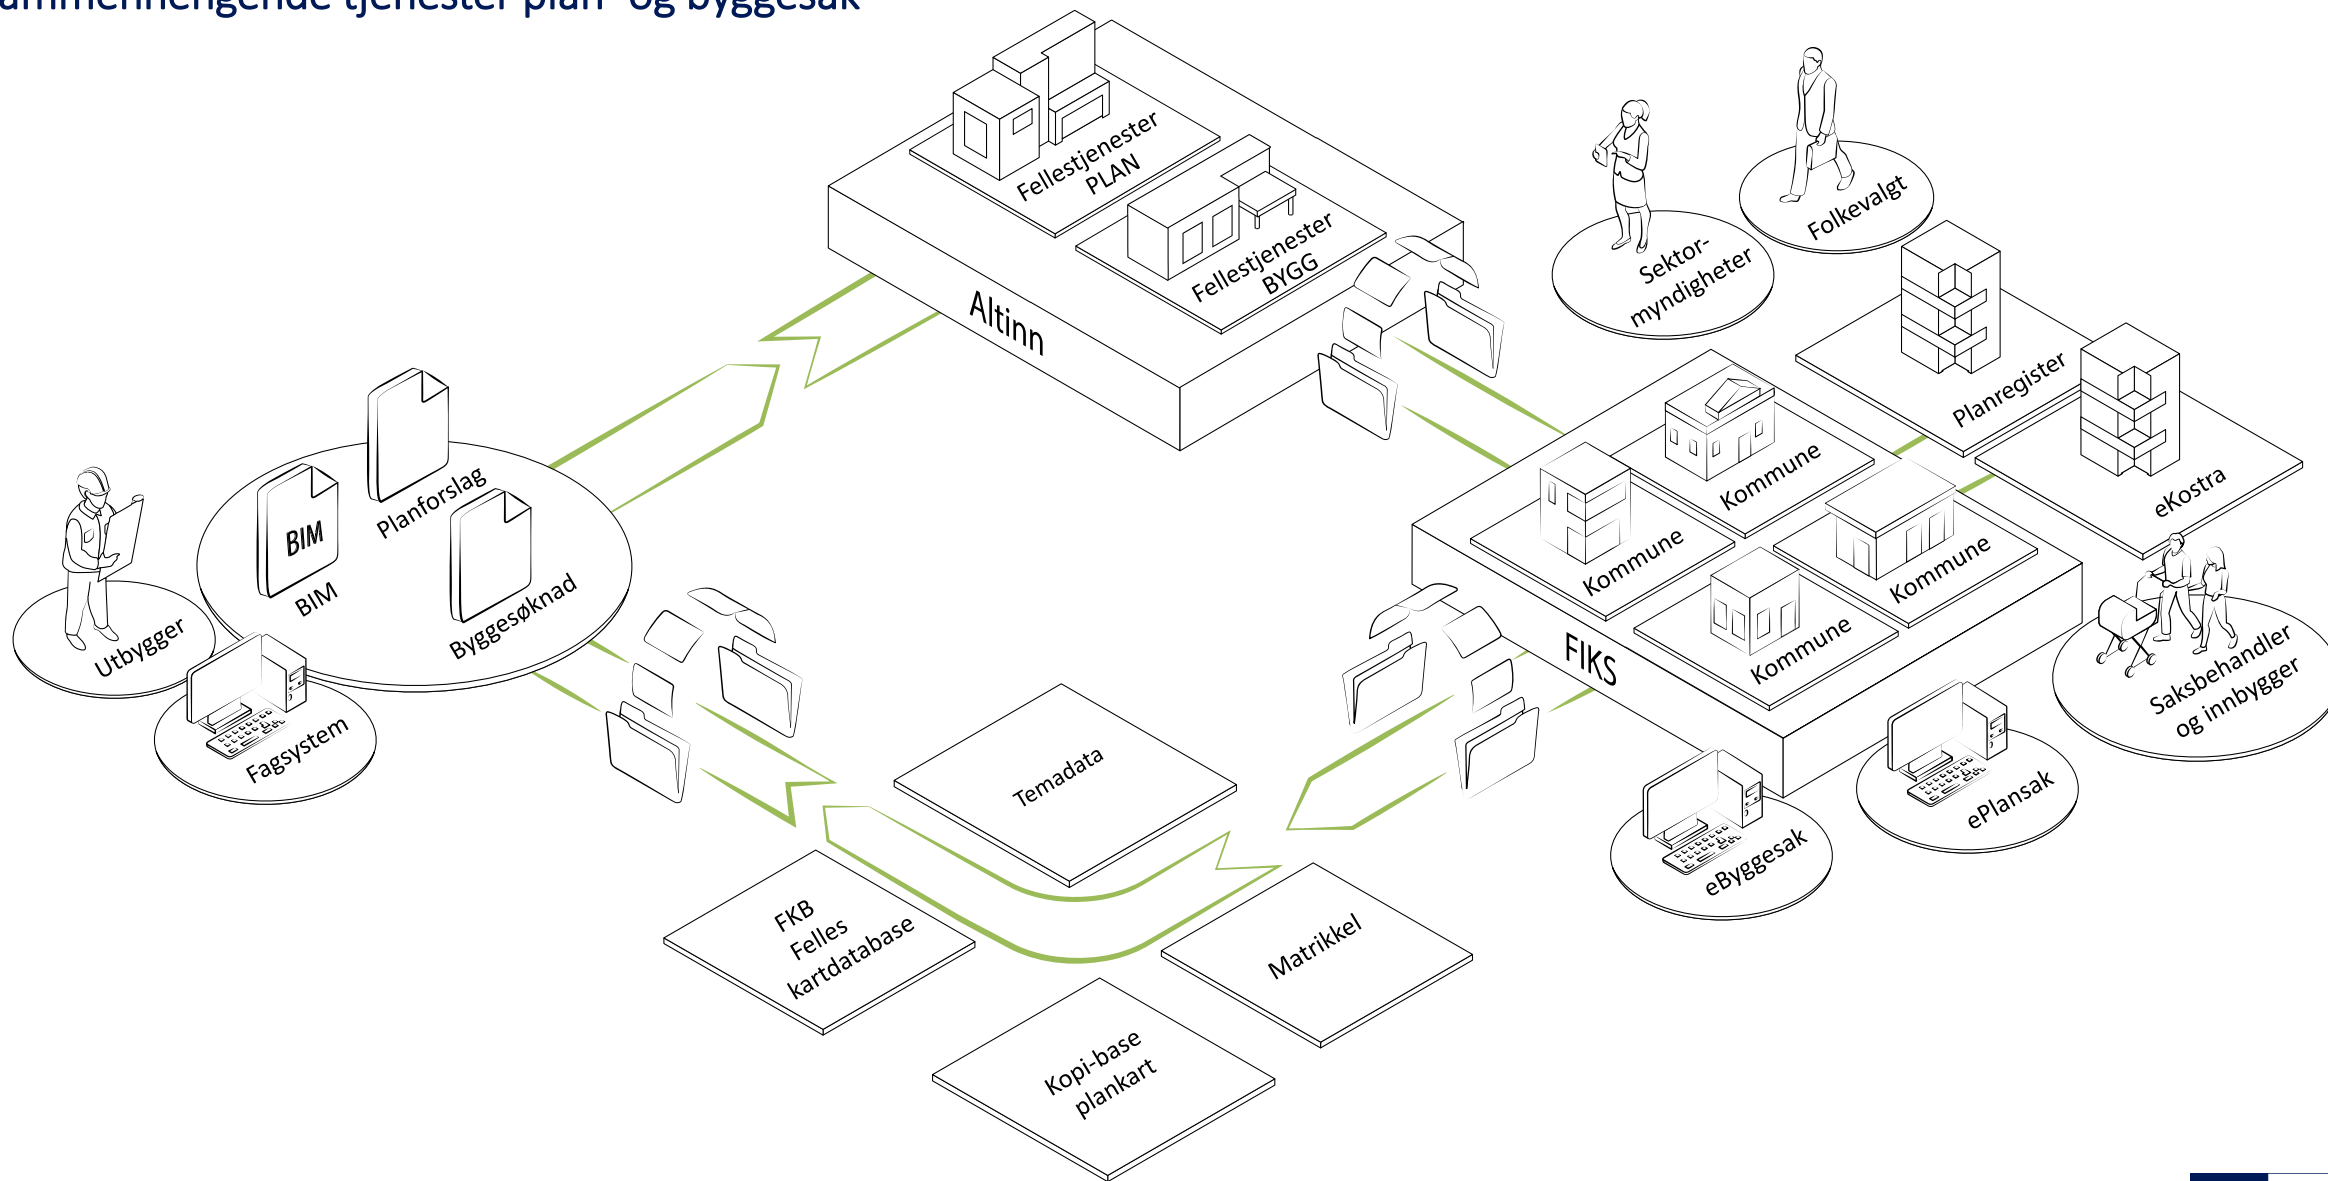 ammenhengende tjenester plan- og byggesak
Fellestjenester
PLAN
Fellestjenester
BYGG
Altinn
Sektor-
myndigheter
Folkevalgt
Planregister
eKostra
Kommune
Kommune
Kommune
Kommune
FIKS
Saksbehandler
og innbygger
ePlansak
eByggesak
Planforslag
BIM
BIM
Byggesøknad
Utbygger
Fagsystem
Temadata
FKB
Felles
kartdatabase
Matrikkel
Kopi-base
plankart